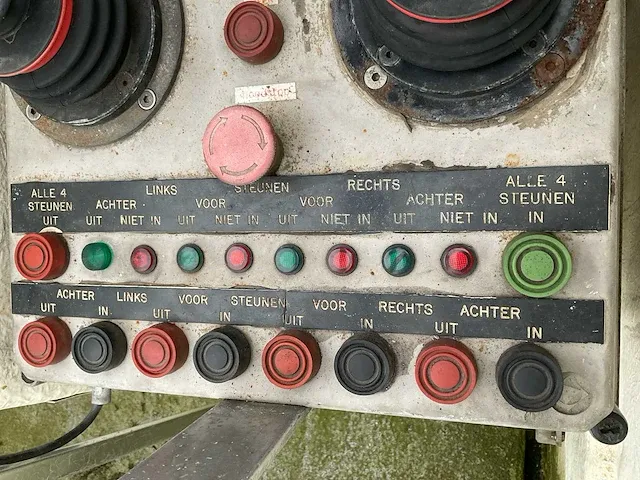 LINKS STEUNEN RECHTS
ALLE 4 STEUNEN UIT
ACHTER VOOR VOOR ACHTER
ALLE 4 STEUNEN IN
UIT NIET IN UIT NIET IN UIT NIET IN UIT NIET IN
ACHTER LINKS VOOR STEUNEN VOOR RECHTS ACHTER
UIT IN UIT IN UIT IN UIT IN